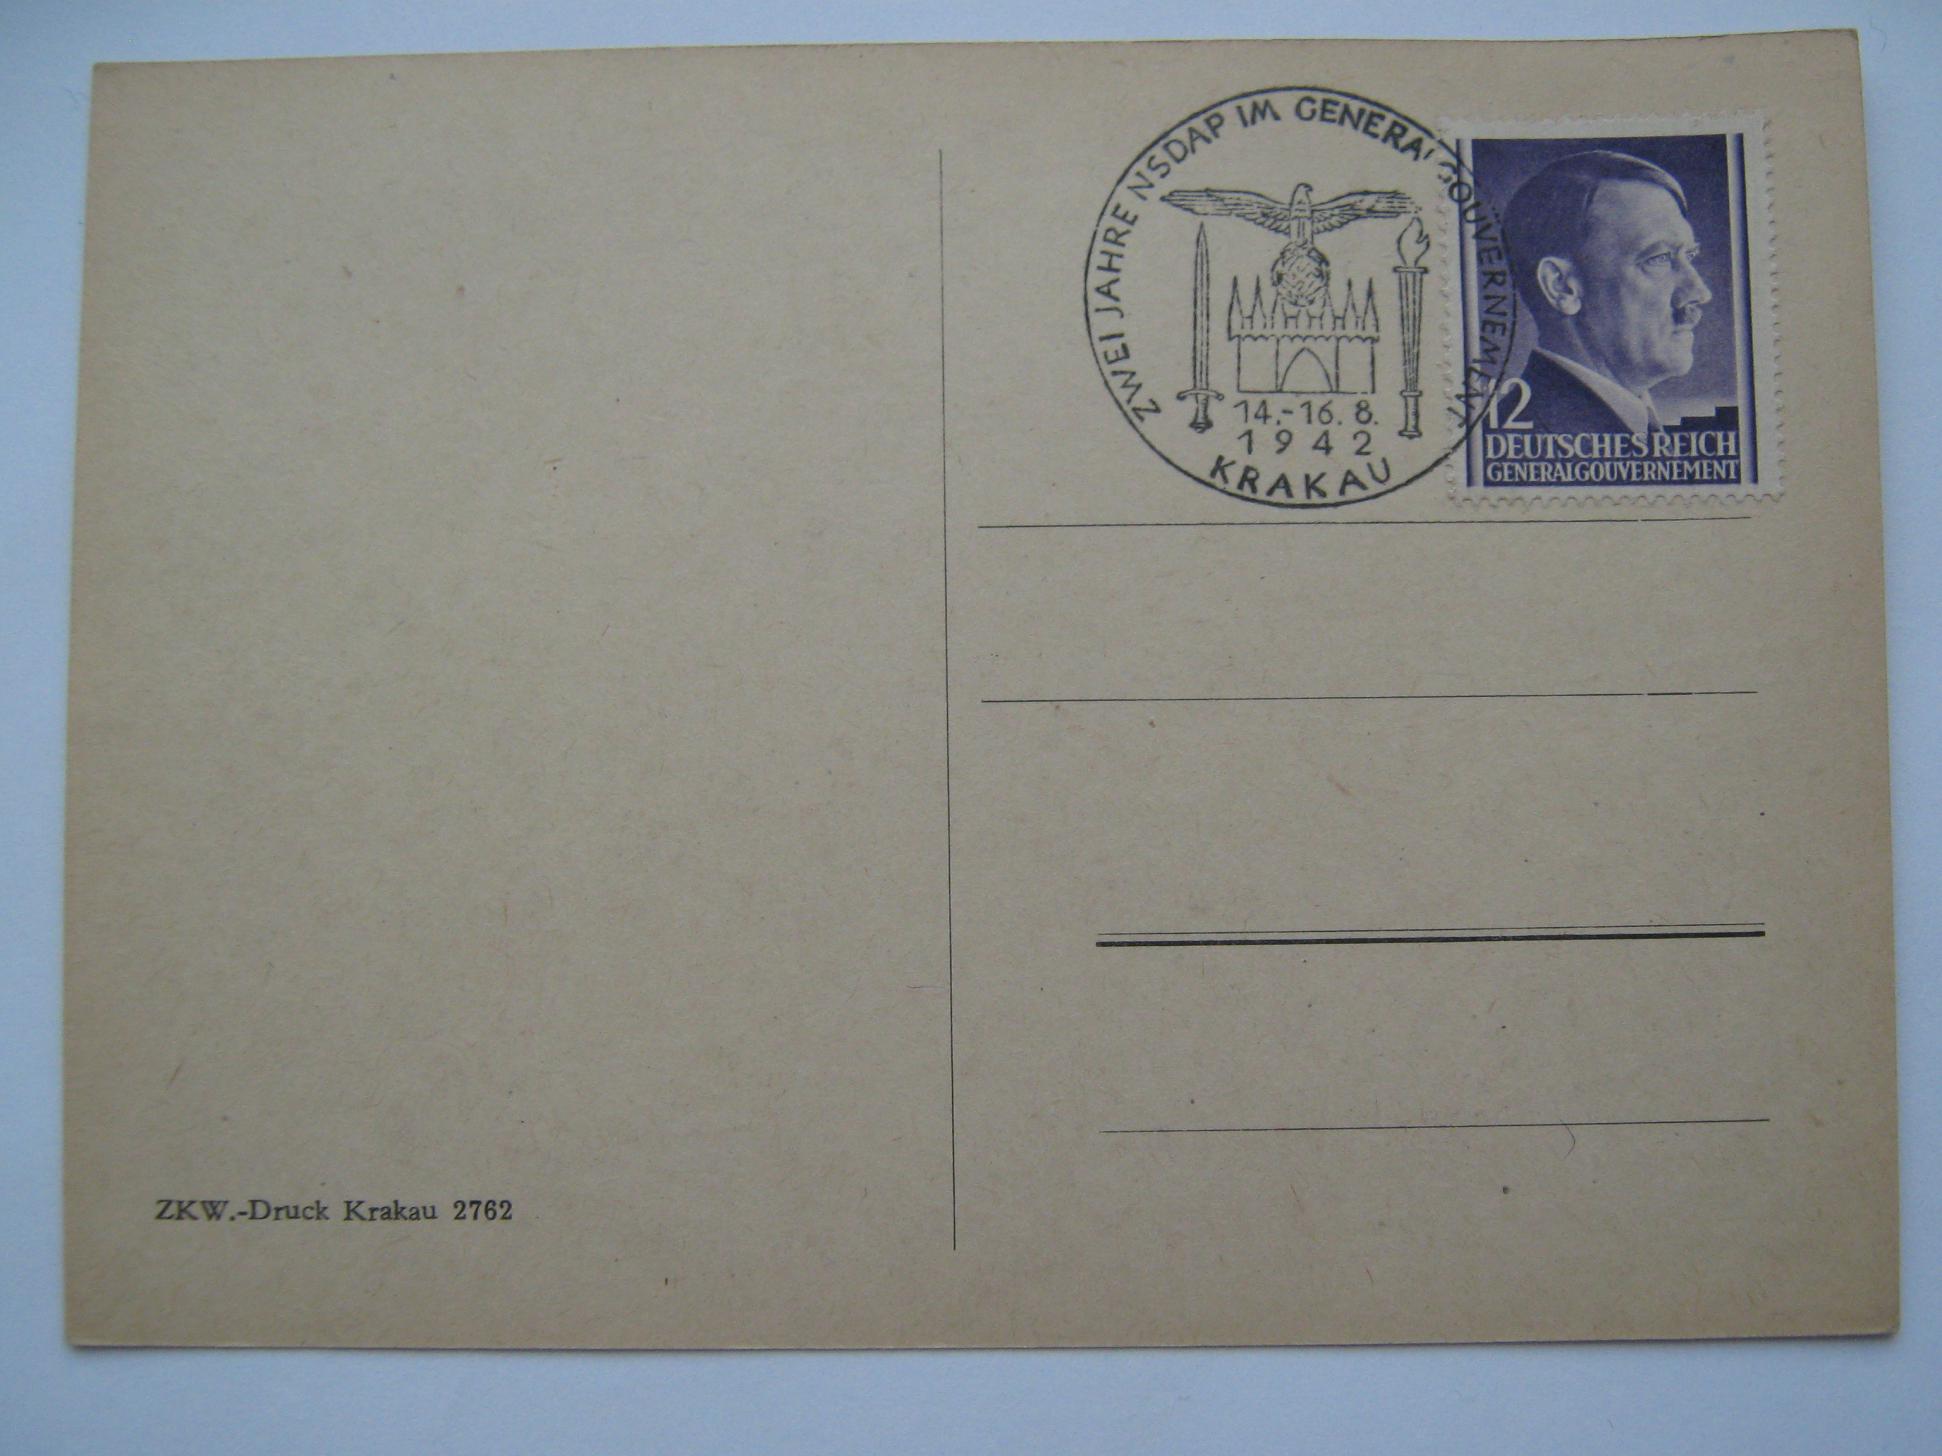 ZWEI JAHRE NSDAP IM GENERALGOUVERNEMENT
14.-16. 8.
1942
KRAKAU
12
DEUTSCHES REICH
GENERALGOUVERNEMENT
ZKW.-Druck Krakau 2762